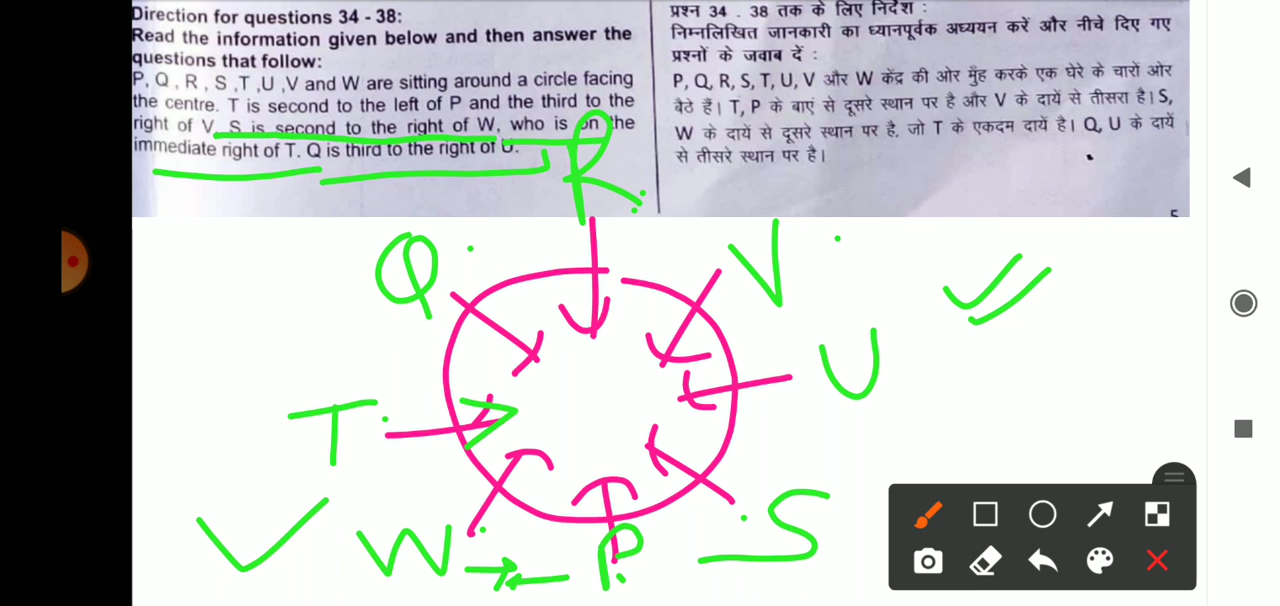 Direction for questions 34 - 38:
Read the information given below and then answer the
questions that follow:
P, Q , R , S ,T ,U ,V and W are sitting around a circle facing
the centre. T is second to the left of P and the third to the
right of V. S is second to the right of W, who is on the
immediate right of T. Q is third to the right of U.
प्रश्न 34 . 38 तक के लिए निर्देश :
निम्नलिखित जानकारी का ध्यानपूर्वक अध्ययन करें और नीचे दिए गए
प्रश्नों के जवाब दें :
P, Q, R, S, T, U, V और W केंद्र की ओर मुँह करके एक घेरे के चारों ओर
बैठे हैं। T, P के बाएं से दूसरे स्थान पर है और V के दायें से तीसरा है। S,
W के दायें से दूसरे स्थान पर है, जो T के एकदम दायें है। Q, U के दायें
से तीसरे स्थान पर है।
R
Q
V
U
T
S
W
P